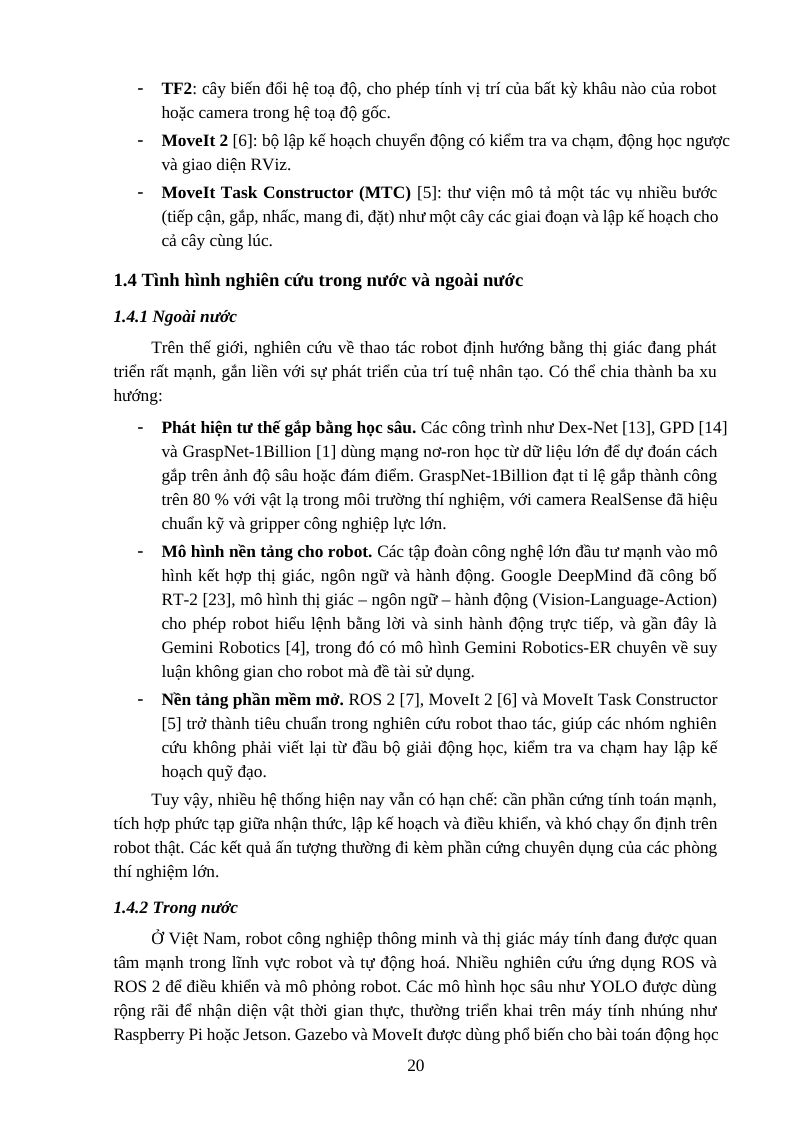 - TF2: cây biến đổi hệ toạ độ, cho phép tính vị trí của bất kỳ khâu nào của robot
hoặc camera trong hệ toạ độ gốc.
- MoveIt 2 [6]: bộ lập kế hoạch chuyển động có kiểm tra va chạm, động học ngược
và giao diện RViz.
- MoveIt Task Constructor (MTC) [5]: thư viện mô tả một tác vụ nhiều bước
(tiếp cận, gắp, nhấc, mang đi, đặt) như một cây các giai đoạn và lập kế hoạch cho
cả cây cùng lúc.
1.4 Tình hình nghiên cứu trong nước và ngoài nước
1.4.1 Ngoài nước
Trên thế giới, nghiên cứu về thao tác robot định hướng bằng thị giác đang phát
triển rất mạnh, gắn liền với sự phát triển của trí tuệ nhân tạo. Có thể chia thành ba xu
hướng:
- Phát hiện tư thế gắp bằng học sâu. Các công trình như Dex-Net [13], GPD [14]
và GraspNet-1Billion [1] dùng mạng nơ-ron học từ dữ liệu lớn để dự đoán cách
gắp trên ảnh độ sâu hoặc đám điểm. GraspNet-1Billion đạt tỉ lệ gắp thành công
trên 80 % với vật lạ trong môi trường thí nghiệm, với camera RealSense đã hiệu
chuẩn kỹ và gripper công nghiệp lực lớn.
- Mô hình nền tảng cho robot. Các tập đoàn công nghệ lớn đầu tư mạnh vào mô
hình kết hợp thị giác, ngôn ngữ và hành động. Google DeepMind đã công bố
RT-2 [23], mô hình thị giác – ngôn ngữ – hành động (Vision-Language-Action)
cho phép robot hiểu lệnh bằng lời và sinh hành động trực tiếp, và gần đây là
Gemini Robotics [4], trong đó có mô hình Gemini Robotics-ER chuyên về suy
luận không gian cho robot mà đề tài sử dụng.
- Nền tảng phần mềm mở. ROS 2 [7], MoveIt 2 [6] và MoveIt Task Constructor
[5] trở thành tiêu chuẩn trong nghiên cứu robot thao tác, giúp các nhóm nghiên
cứu không phải viết lại từ đầu bộ giải động học, kiểm tra va chạm hay lập kế
hoạch quỹ đạo.
Tuy vậy, nhiều hệ thống hiện nay vẫn có hạn chế: cần phần cứng tính toán mạnh,
tích hợp phức tạp giữa nhận thức, lập kế hoạch và điều khiển, và khó chạy ổn định trên
robot thật. Các kết quả ấn tượng thường đi kèm phần cứng chuyên dụng của các phòng
thí nghiệm lớn.
1.4.2 Trong nước
Ở Việt Nam, robot công nghiệp thông minh và thị giác máy tính đang được quan
tâm mạnh trong lĩnh vực robot và tự động hoá. Nhiều nghiên cứu ứng dụng ROS và
ROS 2 để điều khiển và mô phỏng robot. Các mô hình học sâu như YOLO được dùng
rộng rãi để nhận diện vật thời gian thực, thường triển khai trên máy tính nhúng như
Raspberry Pi hoặc Jetson. Gazebo và MoveIt được dùng phổ biến cho bài toán động học
20